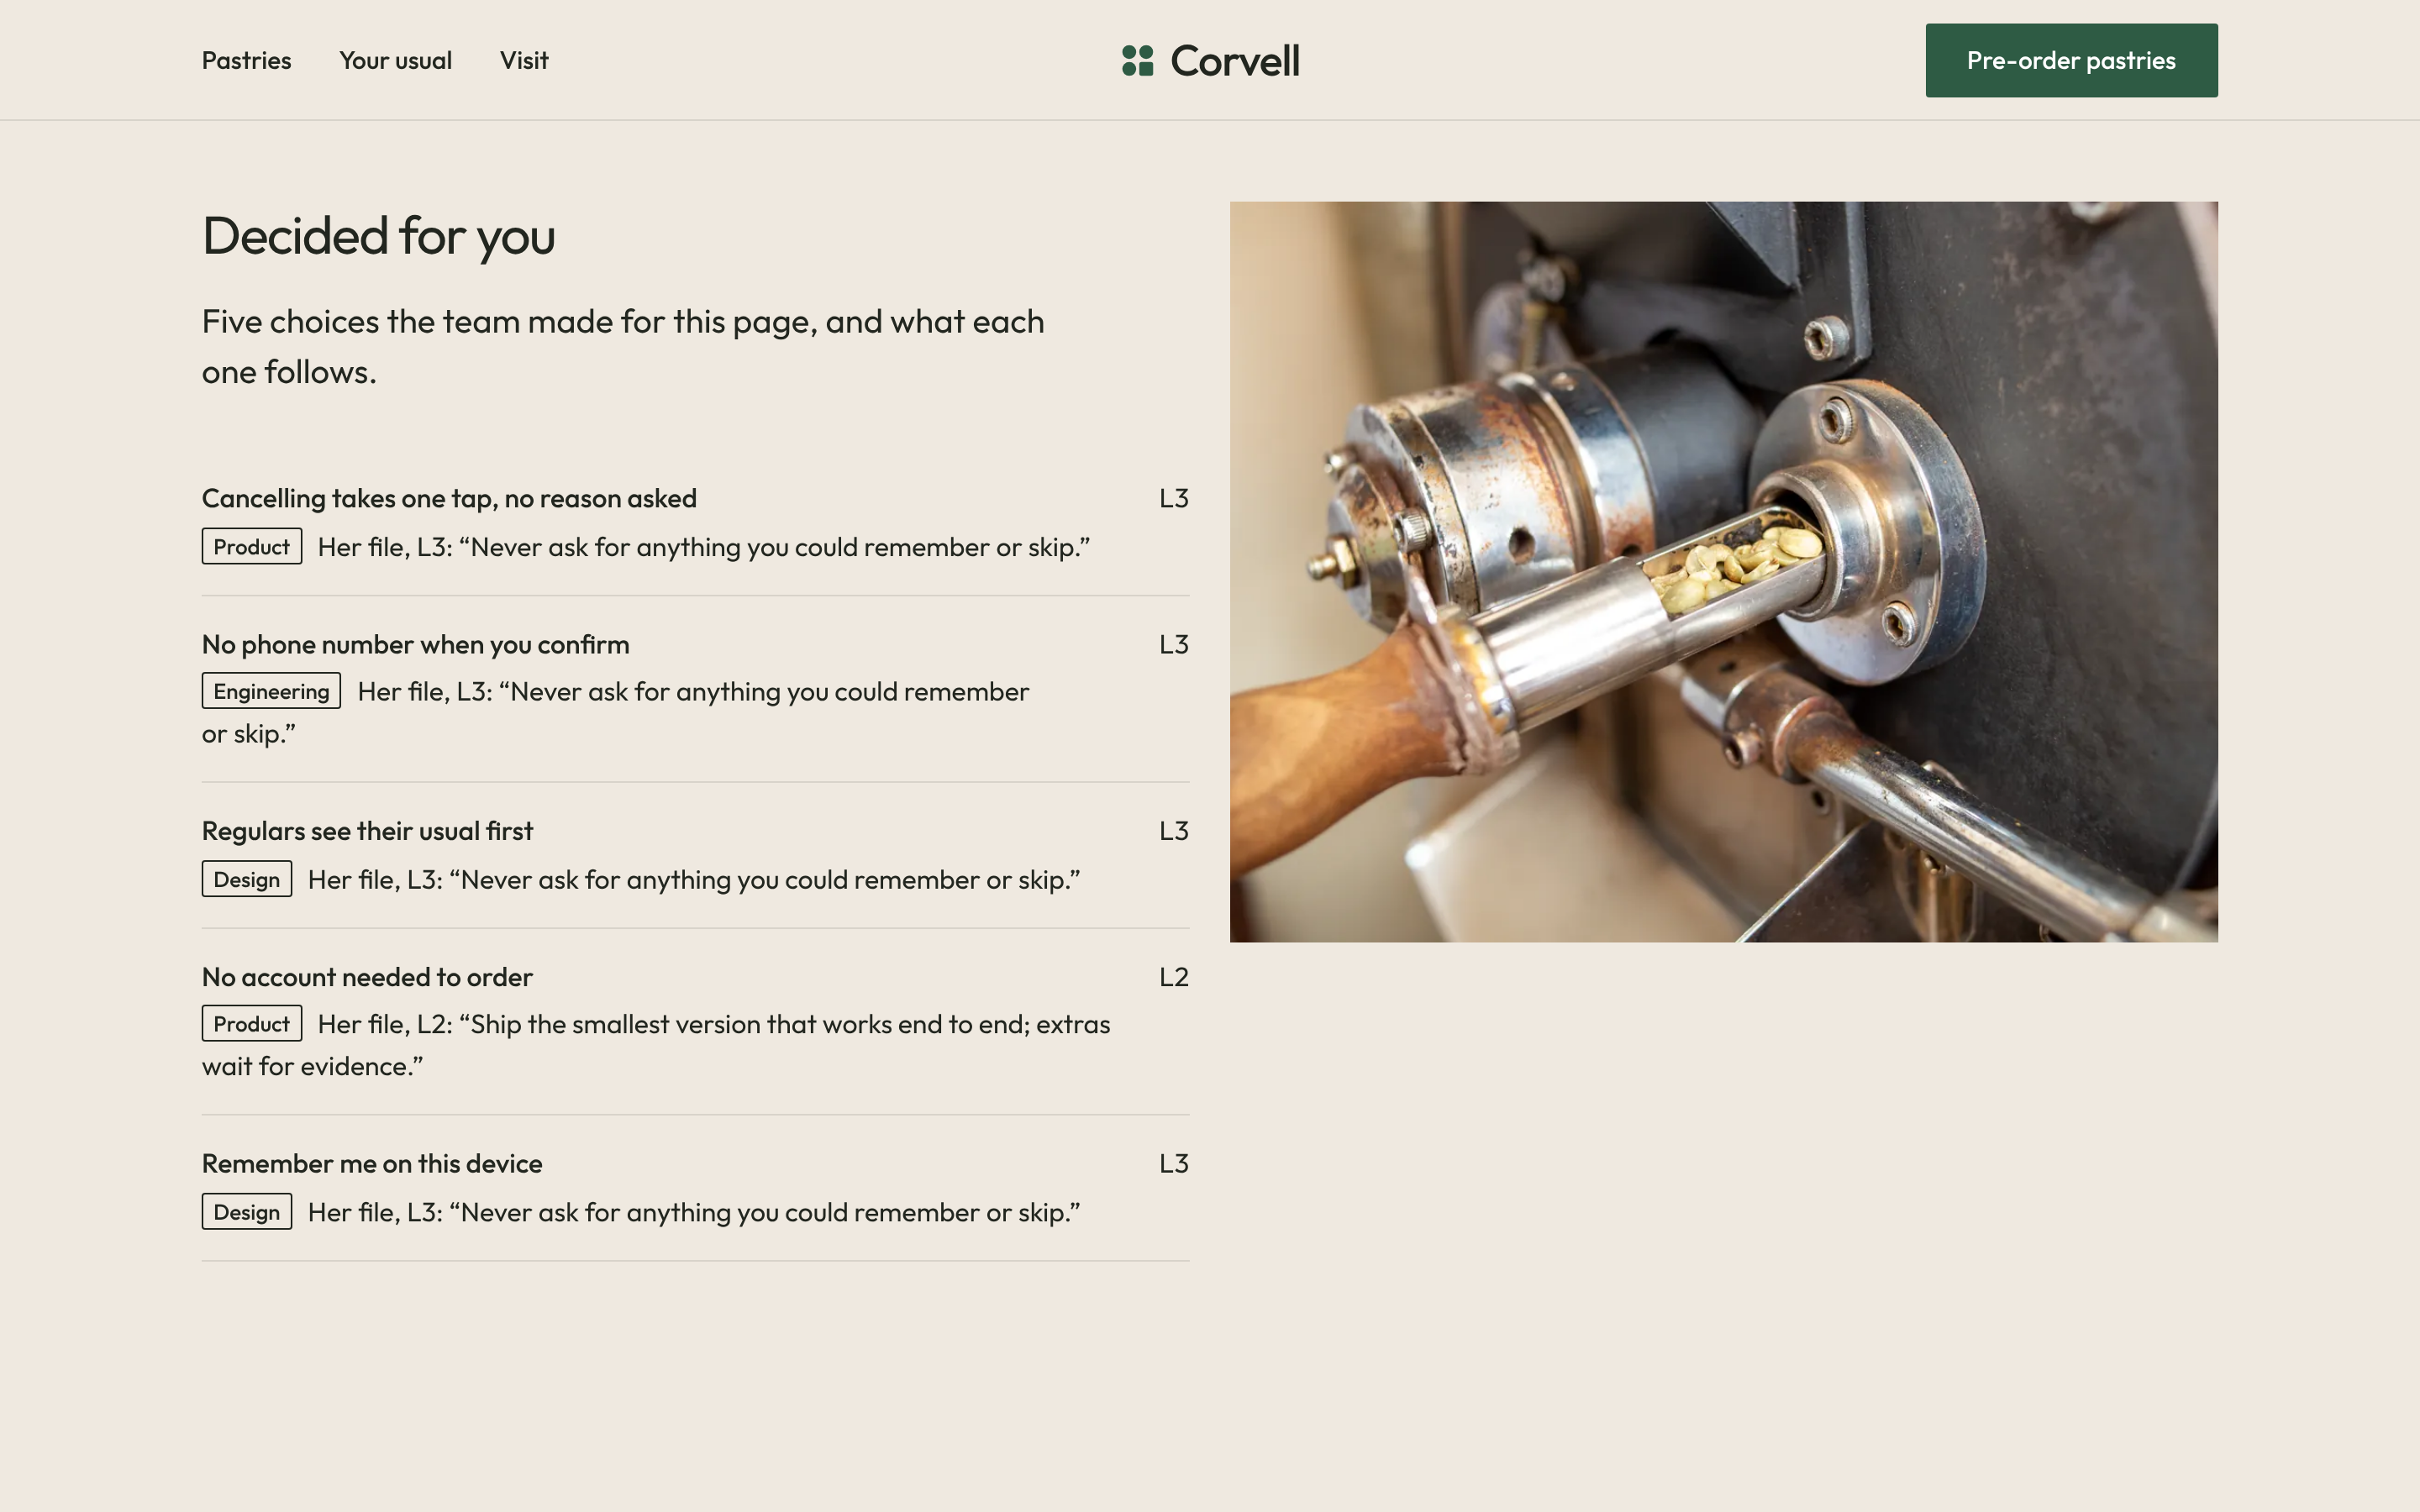 Pastries
Your usual
Visit
Corvell
Pre-order pastries
Decided for you
Five choices the team made for this page, and what each
one follows.
Cancelling takes one tap, no reason asked
L3
Product
Her file, L3: “Never ask for anything you could remember or skip.”
No phone number when you confirm
L3
Engineering
Her file, L3: “Never ask for anything you could remember
or skip.”
Regulars see their usual first
L3
Design
Her file, L3: “Never ask for anything you could remember or skip.”
No account needed to order
L2
Product
Her file, L2: “Ship the smallest version that works end to end; extras
wait for evidence.”
Remember me on this device
L3
Design
Her file, L3: “Never ask for anything you could remember or skip.”